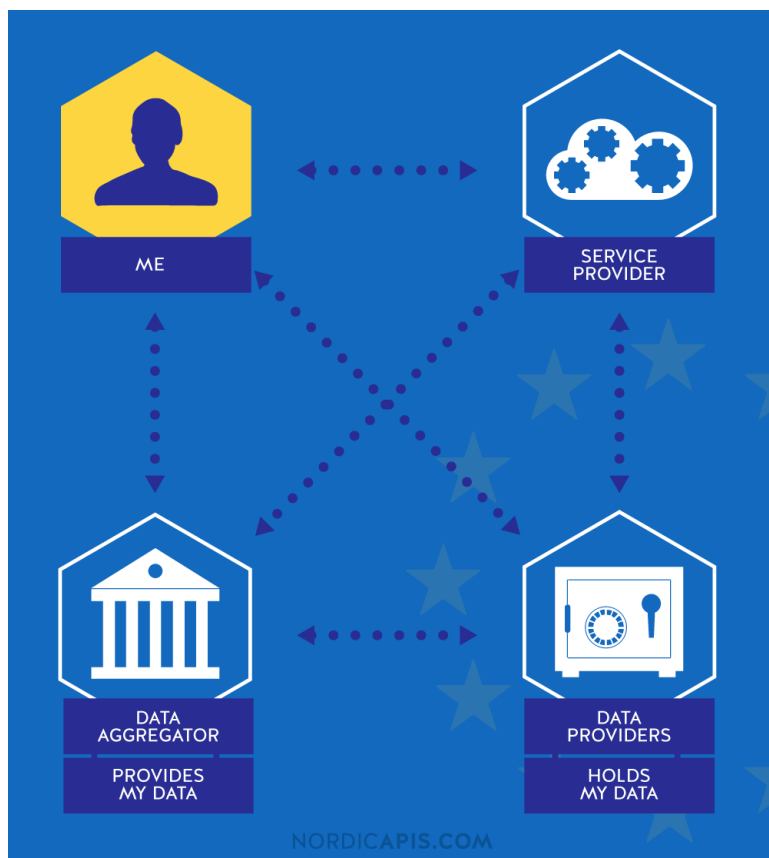 ME
SERVICE
PROVIDER
DATA
AGGREGATOR
PROVIDES
MY DATA
DATA
PROVIDERS
HOLDS
MY DATA
NORDICAPIS.COM